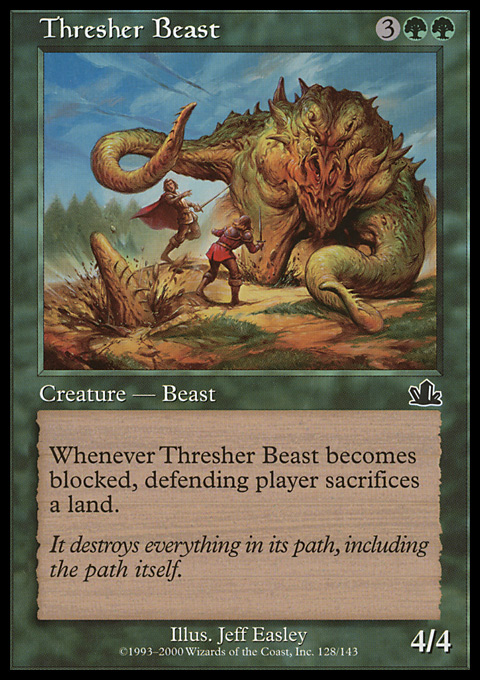 Thresher Beast 3
Creature — Beast
Whenever Thresher Beast becomes
blocked, defending player sacrifices
a land.
It destroys everything in its path, including
the path itself.
Illus. Jeff Easley
©1993–2000 Wizards of the Coast, Inc. 128/143
4/4